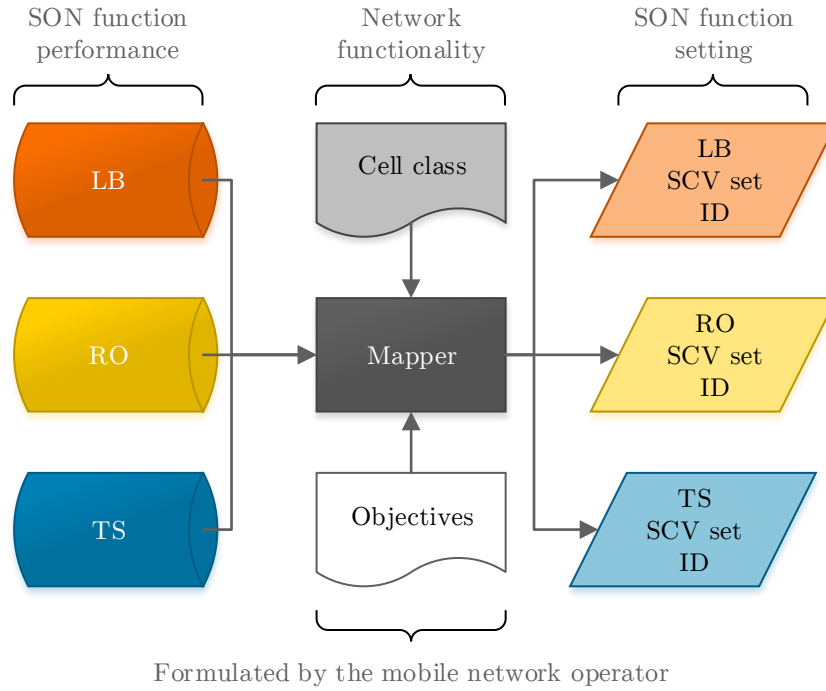 SON function
performance
Network
functionality
SON function
setting
LB
Cell class
LB
SCV set
ID
RO
Mapper
RO
SCV set
ID
TS
Objectives
TS
SCV set
ID
Formulated by the mobile network operator